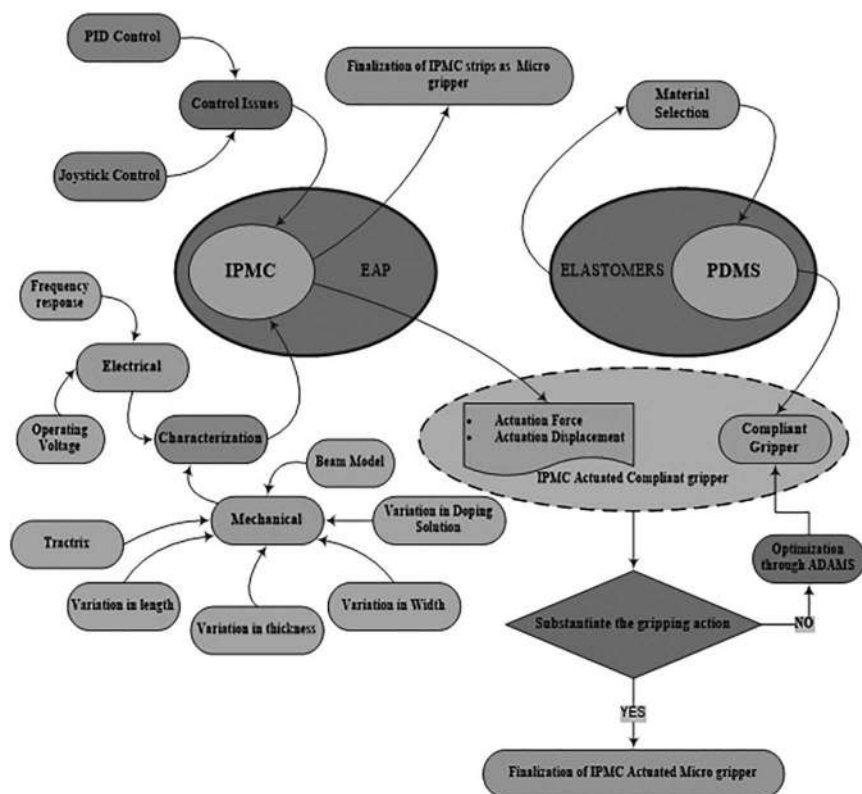 PID Control
Control Issues
Joystick Control
Finalization of IPMC strips as Micro
gripper
Material
Selection
IPMC
EAP
ELASTOMERS
PDMS
Frequency
response
Electrical
Operating
Voltage
Characterization
Beam Model
Mechanical
Tractrix
Variation in Doping
Solution
Variation in length
Variation in thickness
Variation in Width
• Actuation Force
• Actuation Displacement
IPMC Actuated Compliant gripper
Compliant
Gripper
Optimization
through ADAMS
Substantiate the gripping action
NO
YES
Finalization of IPMC Actuated Micro gripper